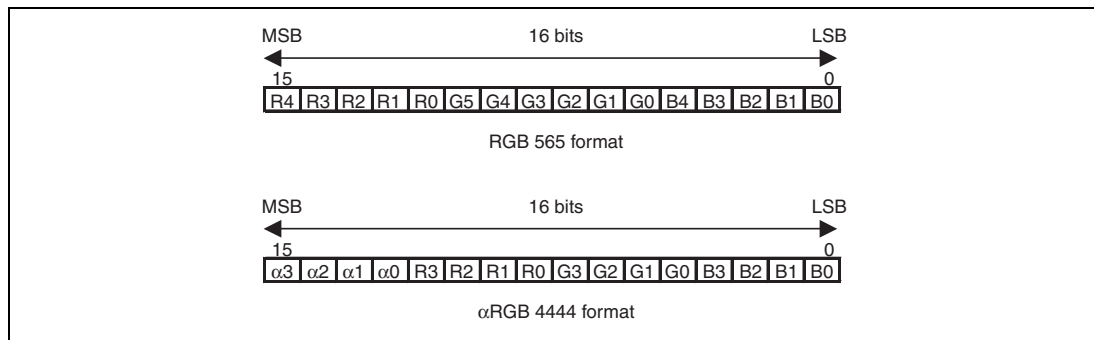 MSB 16 bits LSB
15 0
R4 R3 R2 R1 R0 G5 G4 G3 G2 G1 G0 B4 B3 B2 B1 B0
RGB 565 format
MSB 16 bits LSB
15 0
α3 α2 α1 α0 R3 R2 R1 R0 G3 G2 G1 G0 B3 B2 B1 B0
αRGB 4444 format